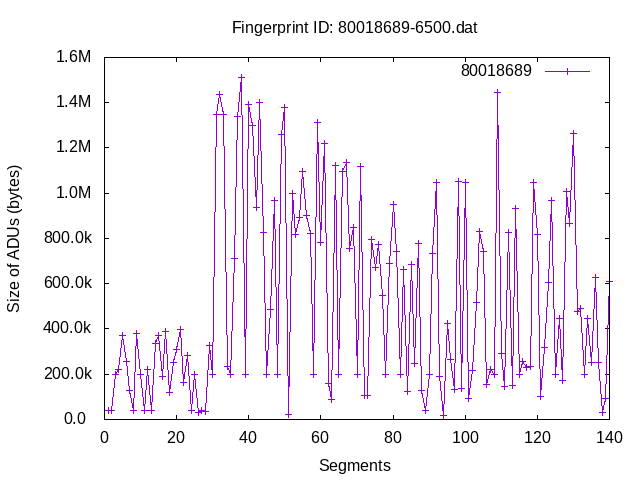 Fingerprint ID: 80018689-6500.dat
80018689
1.6M
1.4M
1.2M
1.0M
800.0k
600.0k
400.0k
200.0k
0.0
Size of ADUs (bytes)
0 20 40 60 80 100 120 140
Segments